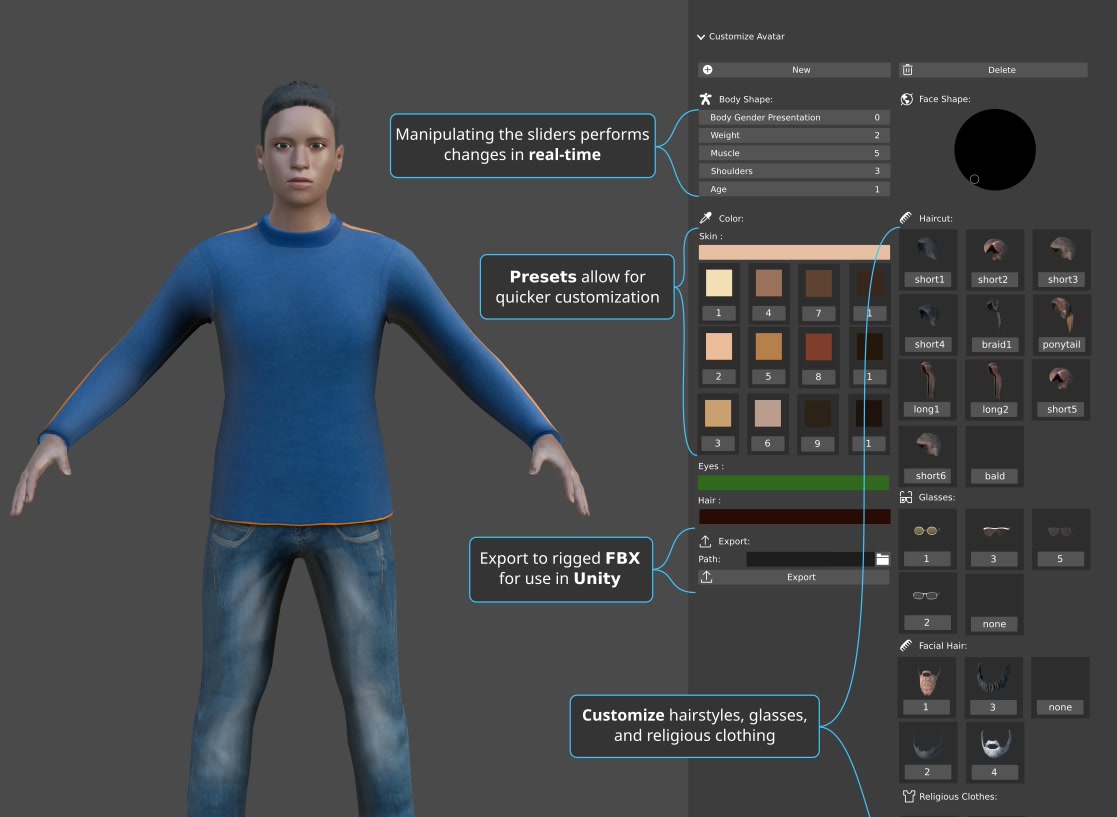 Customize Avatar
New
Delete
Body Shape:
Body Gender Presentation 0
Weight 2
Muscle 5
Shoulders 3
Age 1
Face Shape:
Manipulating the sliders performs
changes in real-time
Color:
Skin :
1 4 7 1
2 5 8 1
3 6 9 1
Presets allow for
quicker customization
Eyes :
Hair :
Export:
Path:
Export
Export to rigged FBX
for use in Unity
Haircut:
short1 short2 short3
short4 braid1 ponytail
long1 long2 short5
short6 bald
Glasses:
1 3 5
2 none
Facial Hair:
1 3 none
2 4
Customize hairstyles, glasses,
and religious clothing
Religious Clothes: